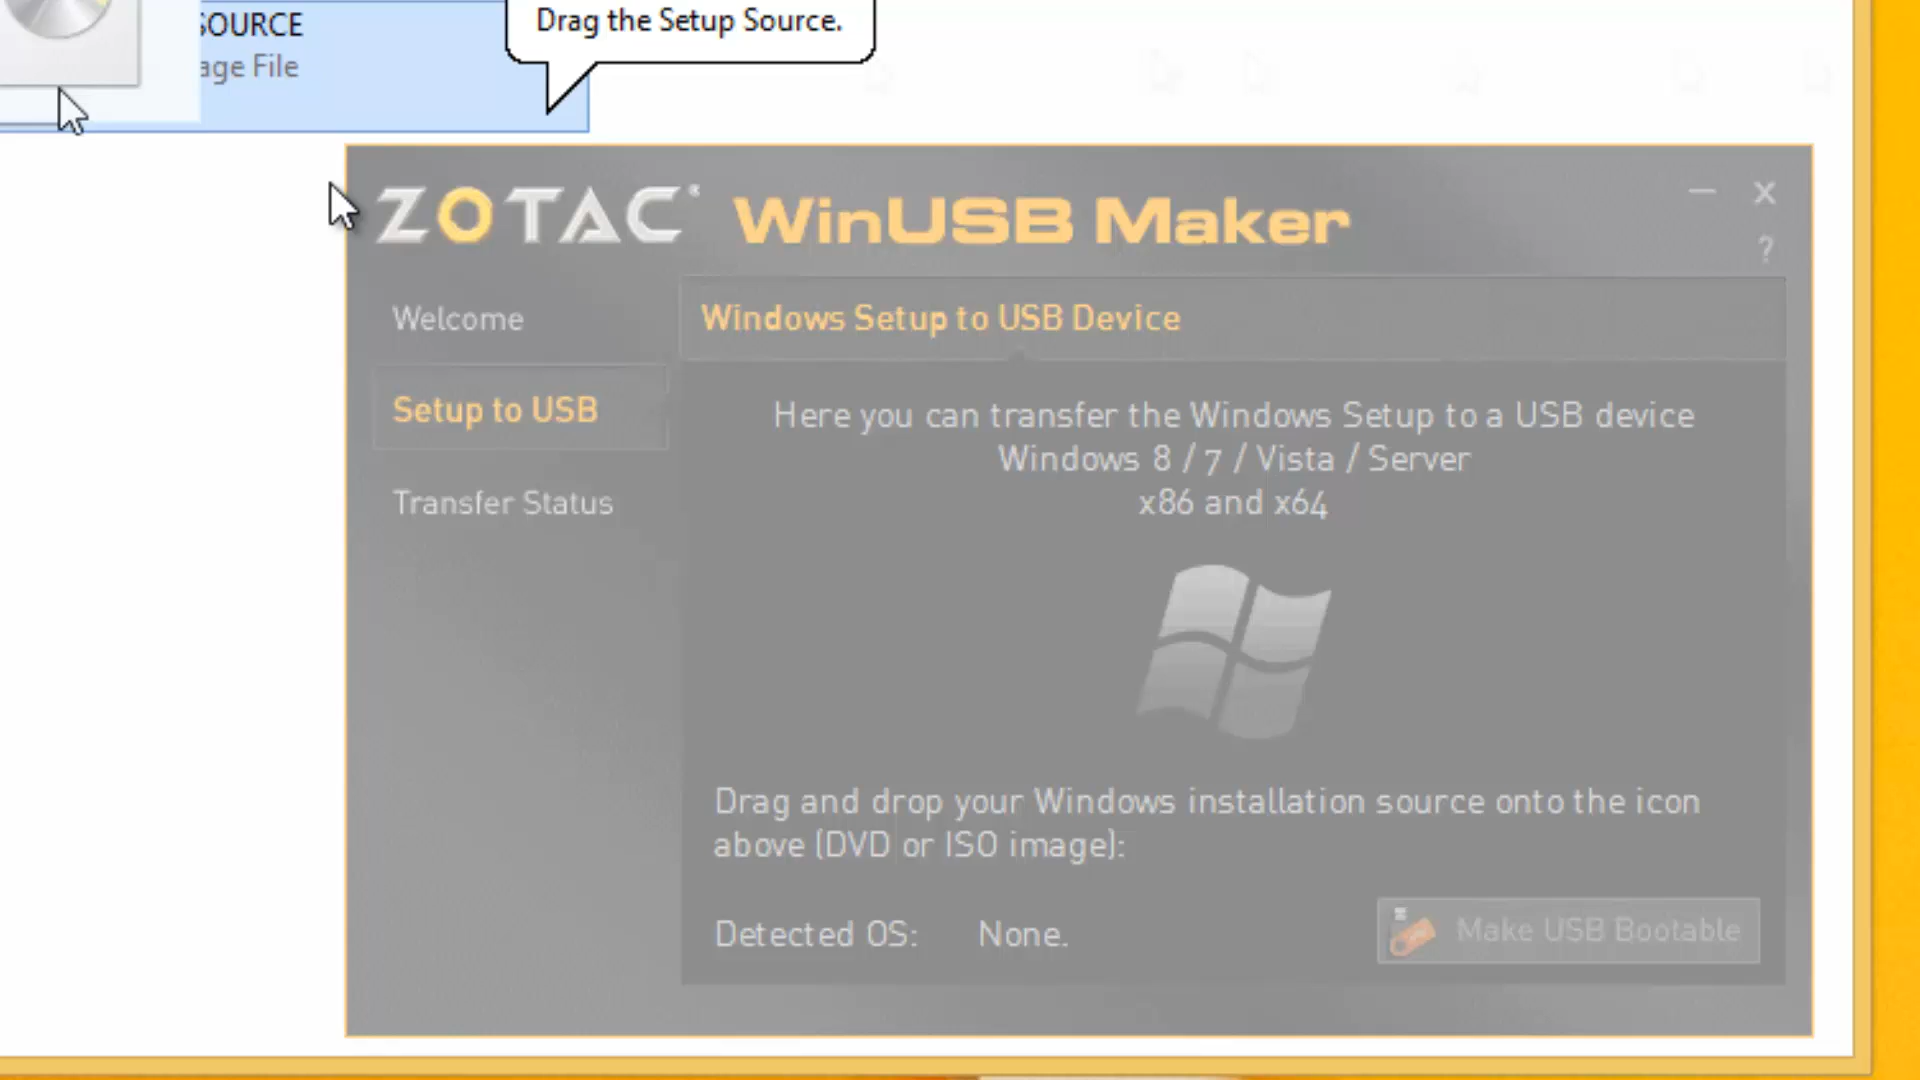 SOURCE
age File
Drag the Setup Source.
ZOTAC® WinUSB Maker
?
Welcome
Setup to USB
Transfer Status
Windows Setup to USB Device
Here you can transfer the Windows Setup to a USB device
Windows 8 / 7 / Vista / Server
x86 and x64
Drag and drop your Windows installation source onto the icon
above (DVD or ISO image):
Detected OS: None.
Make USB Bootable